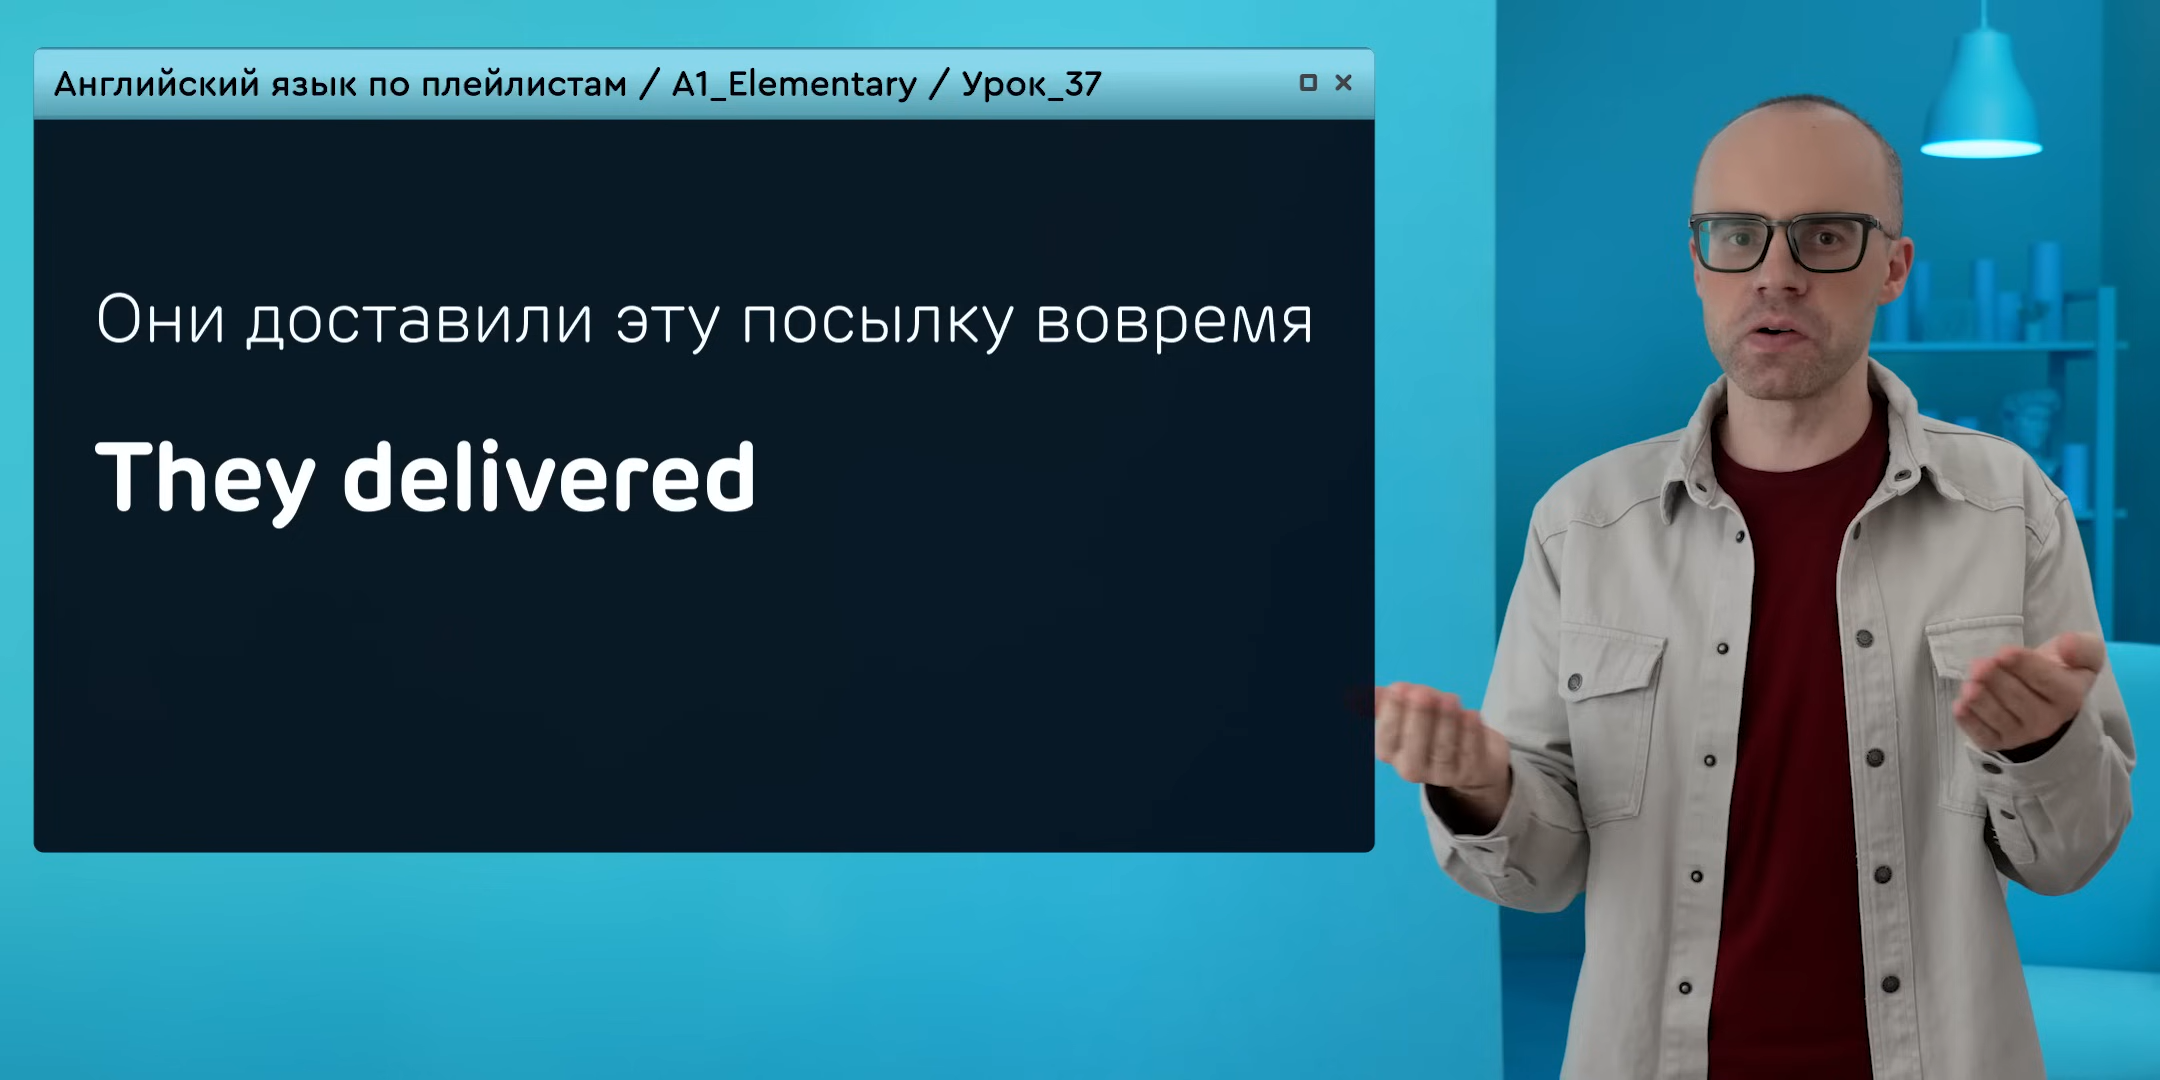 Английский язык по плейлистам / A1_Elementary / Урок_37
Они доставили эту посылку вовремя
They delivered